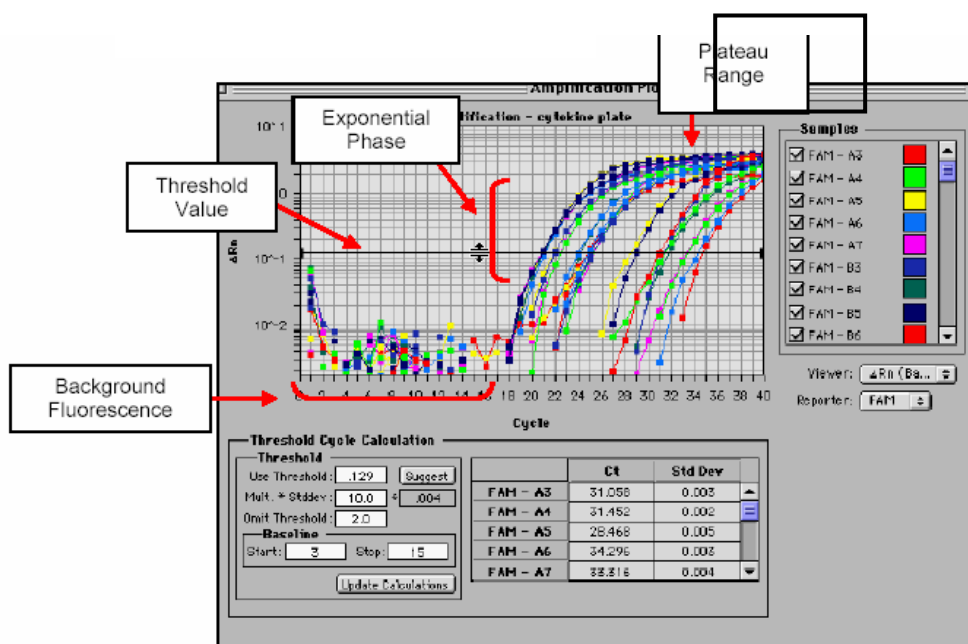 Plateau
Range
Amplification Plo
Exponential
Phase
lification - cytokine plate
Threshold
Value
Background
Fluorescence
10^1
0
10^-1
10^-2
ΔRn
0 2 4 6 8 10 12 14 16 18 20 22 24 26 28 30 32 34 36 38 40
Cycle
Samples
FAM - A3
FAM - A4
FAM - A5
FAM - A6
FAM - A7
FAM - B3
FAM - B4
FAM - B5
FAM - B6
Viewer: ΔRn (Ba...
Reporter: FAM
Threshold Cycle Calculation
Threshold
Use Threshold: .129 Suggest
Mult. * Stddev: 10.0 * .004
Omit Threshold: 2.0
Baseline
Start: 3 Stop: 15
Update Calculations
Ct Std Dev
FAM - A3 31.058 0.003
FAM - A4 31.452 0.002
FAM - A5 28.468 0.005
FAM - A6 34.296 0.003
FAM - A7 33.316 0.004